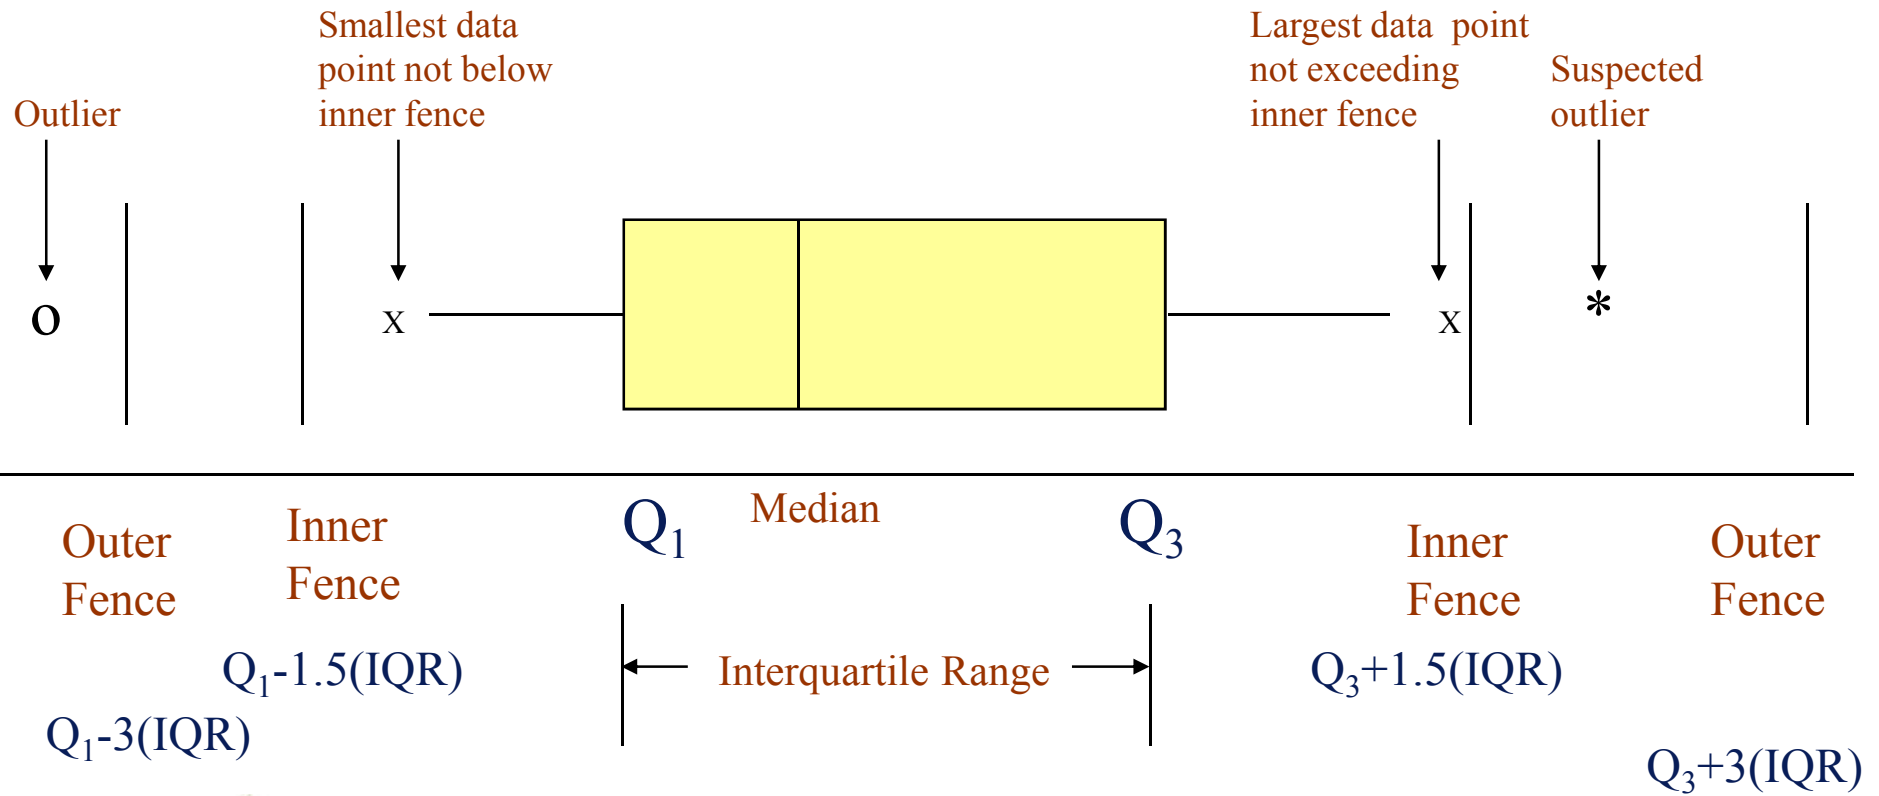 Smallest data
point not below
inner fence
Largest data point
not exceeding
inner fence
Suspected
outlier
Outlier
o
x
x
*
Q₁
Median
Q₃
Outer
Fence
Inner
Fence
Inner
Fence
Outer
Fence
Q₁-1.5(IQR)
Interquartile Range
Q₃+1.5(IQR)
Q₁-3(IQR)
Q₃+3(IQR)